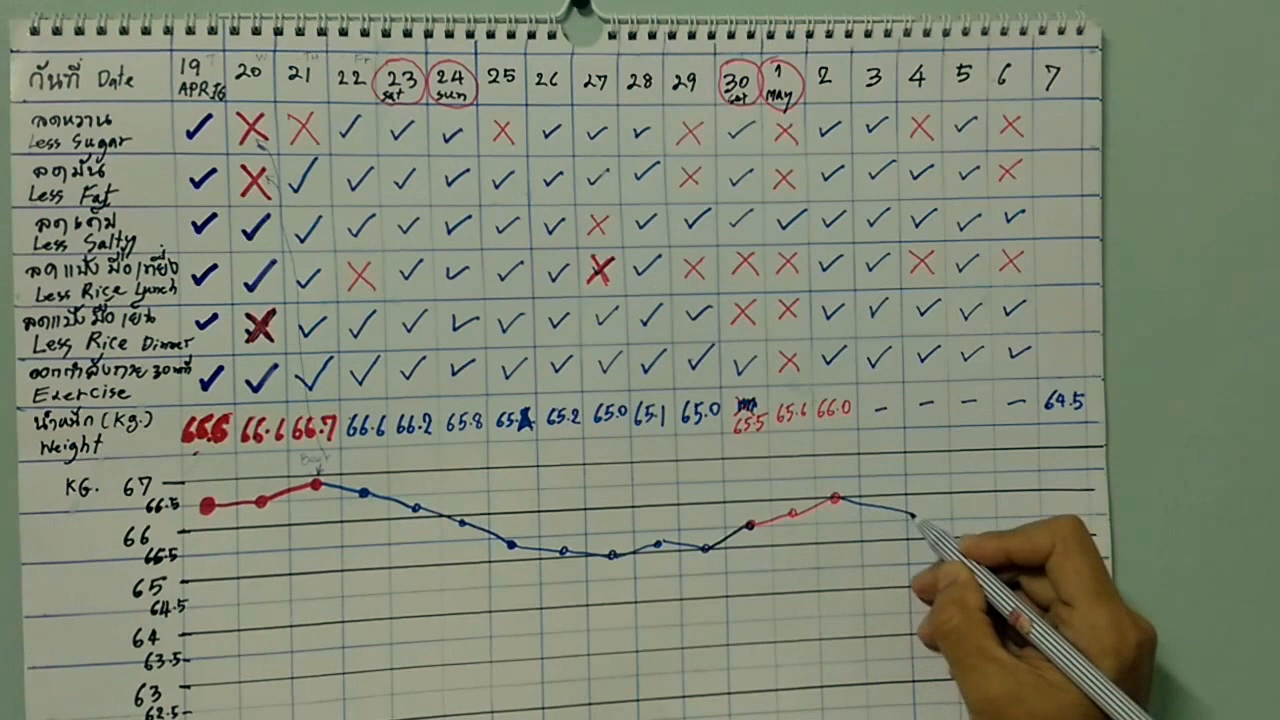 วันที่ Date 19 T 20 W 21 TH 22 Fr 23 24 25 26 27 28 29 30 1 2 3 4 5 6 7
APR 16 sat sun sat MAY
ลดหวาน ✓ ✗ ✗ ✓ ✓ ✓ ✗ ✓ ✓ ✓ ✗ ✓ ✗ ✓ ✓ ✗ ✓ ✗
Less Sugar
ลดมัน ✓ ✗ ✓ ✓ ✓ ✓ ✓ ✓ ✓ ✓ ✗ ✓ ✗ ✓ ✓ ✓ ✓ ✗
Less Fat
ลดเค็ม ✓ ✓ ✓ ✓ ✓ ✓ ✓ ✓ ✗ ✓ ✓ ✓ ✓ ✓ ✓ ✓ ✓ ✓
Less Salty
ลดแป้ง มื้อเที่ยง ✓ ✓ ✓ ✗ ✓ ✓ ✓ ✓ ✗ ✓ ✗ ✗ ✗ ✓ ✓ ✗ ✓ ✗
Less Rice Lunch
ลดแป้ง มื้อเย็น ✓ ✗ ✓ ✓ ✓ ✓ ✓ ✓ ✓ ✓ ✓ ✗ ✗ ✓ ✓ ✓ ✓ ✓
Less Rice Dinner
ออกกำลังกาย 30 นาที ✓ ✓ ✓ ✓ ✓ ✓ ✓ ✓ ✓ ✓ ✓ ✓ ✗ ✓ ✓ ✓ ✓ ✓
Exercise
น้ำหนัก (Kg.) 66.6 66.7 66.6 66.2 65.8 65.2 65.0 65.1 65.0 65.5 65.6 66.0 - - - - 64.5
Weight
KG. 67
66.5
66
65.5
65
64.5
64
63.5
63
62.5